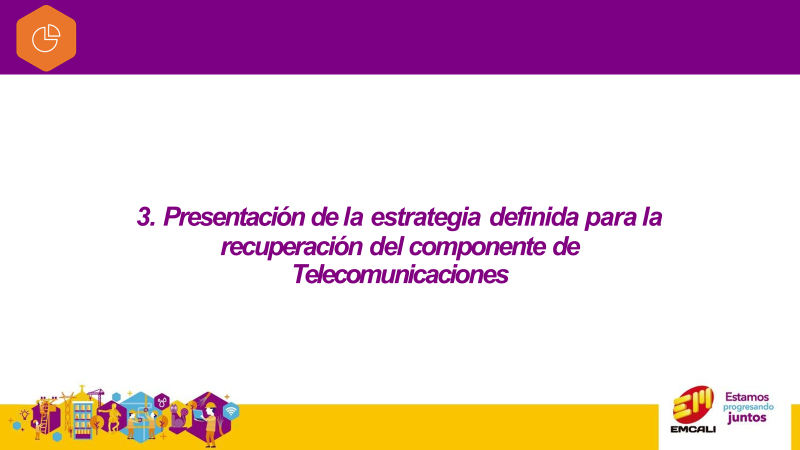 3. Presentación de la estrategia definida para la
recuperación del componente de
Telecomunicaciones
EMCALI
Estamos
progresando
juntos